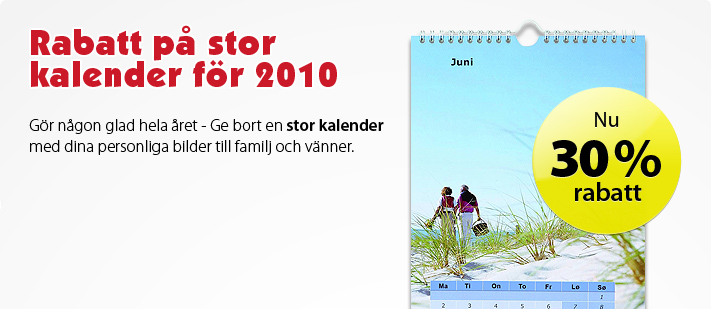 Rabatt på stor
kalender för 2010
Gör någon glad hela året - Ge bort en stor kalender
med dina personliga bilder till familj och vänner.
Juni
Nu
30%
rabatt
Ma Ti On To Fr Lø Sø
1
2 3 4 5 6 7 8